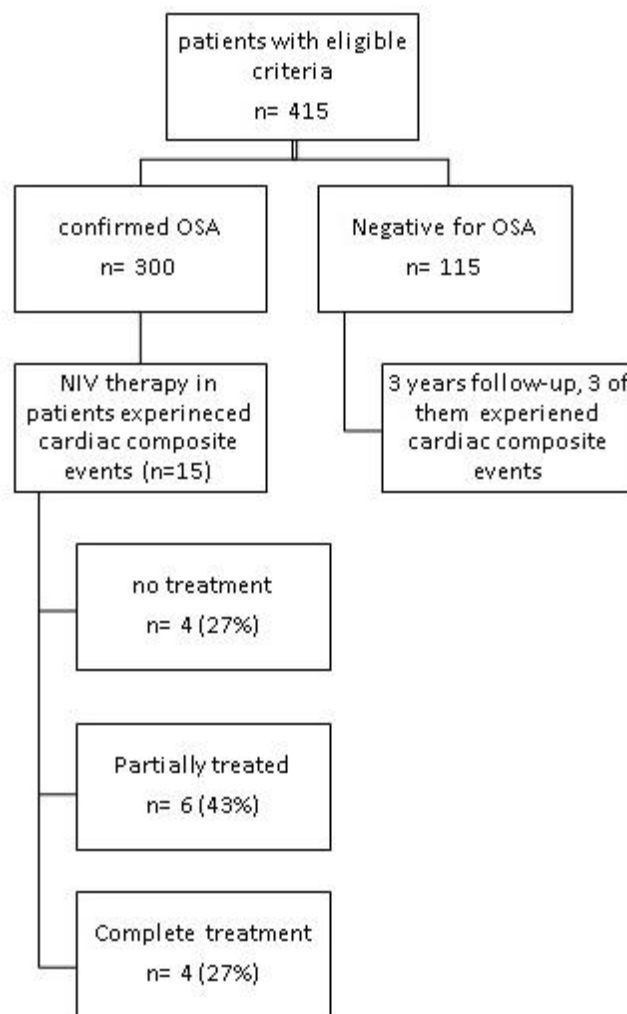 patients with eligible
criteria
n= 415
confirmed OSA
n= 300
Negative for OSA
n= 115
NIV therapy in
patients experineced
cardiac composite
events (n=15)
3 years follow-up, 3 of
them experiened
cardiac composite
events
no treatment
n= 4 (27%)
Partially treated
n= 6 (43%)
Complete treatment
n= 4 (27%)